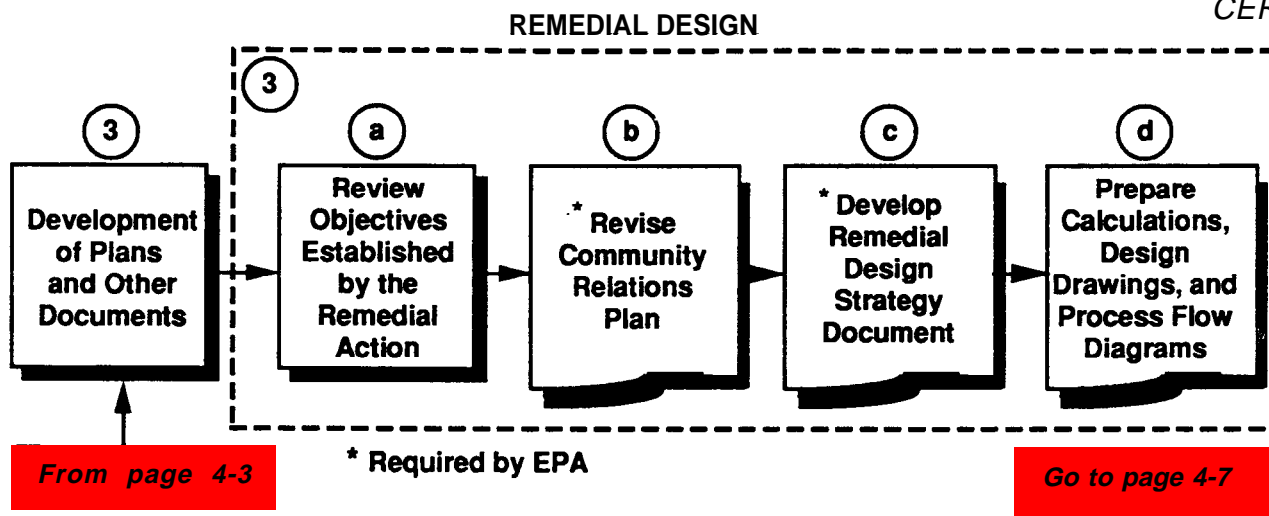 CER
REMEDIAL DESIGN
3
3
a
b
c
d
Development
of Plans
and Other
Documents
Review
Objectives
Established
by the
Remedial
Action
* Revise
Community
Relations
Plan
* Develop
Remedial
Design
Strategy
Document
Prepare
Calculations,
Design
Drawings, and
Process Flow
Diagrams
* Required by EPA
From page 4-3
Go to page 4-7